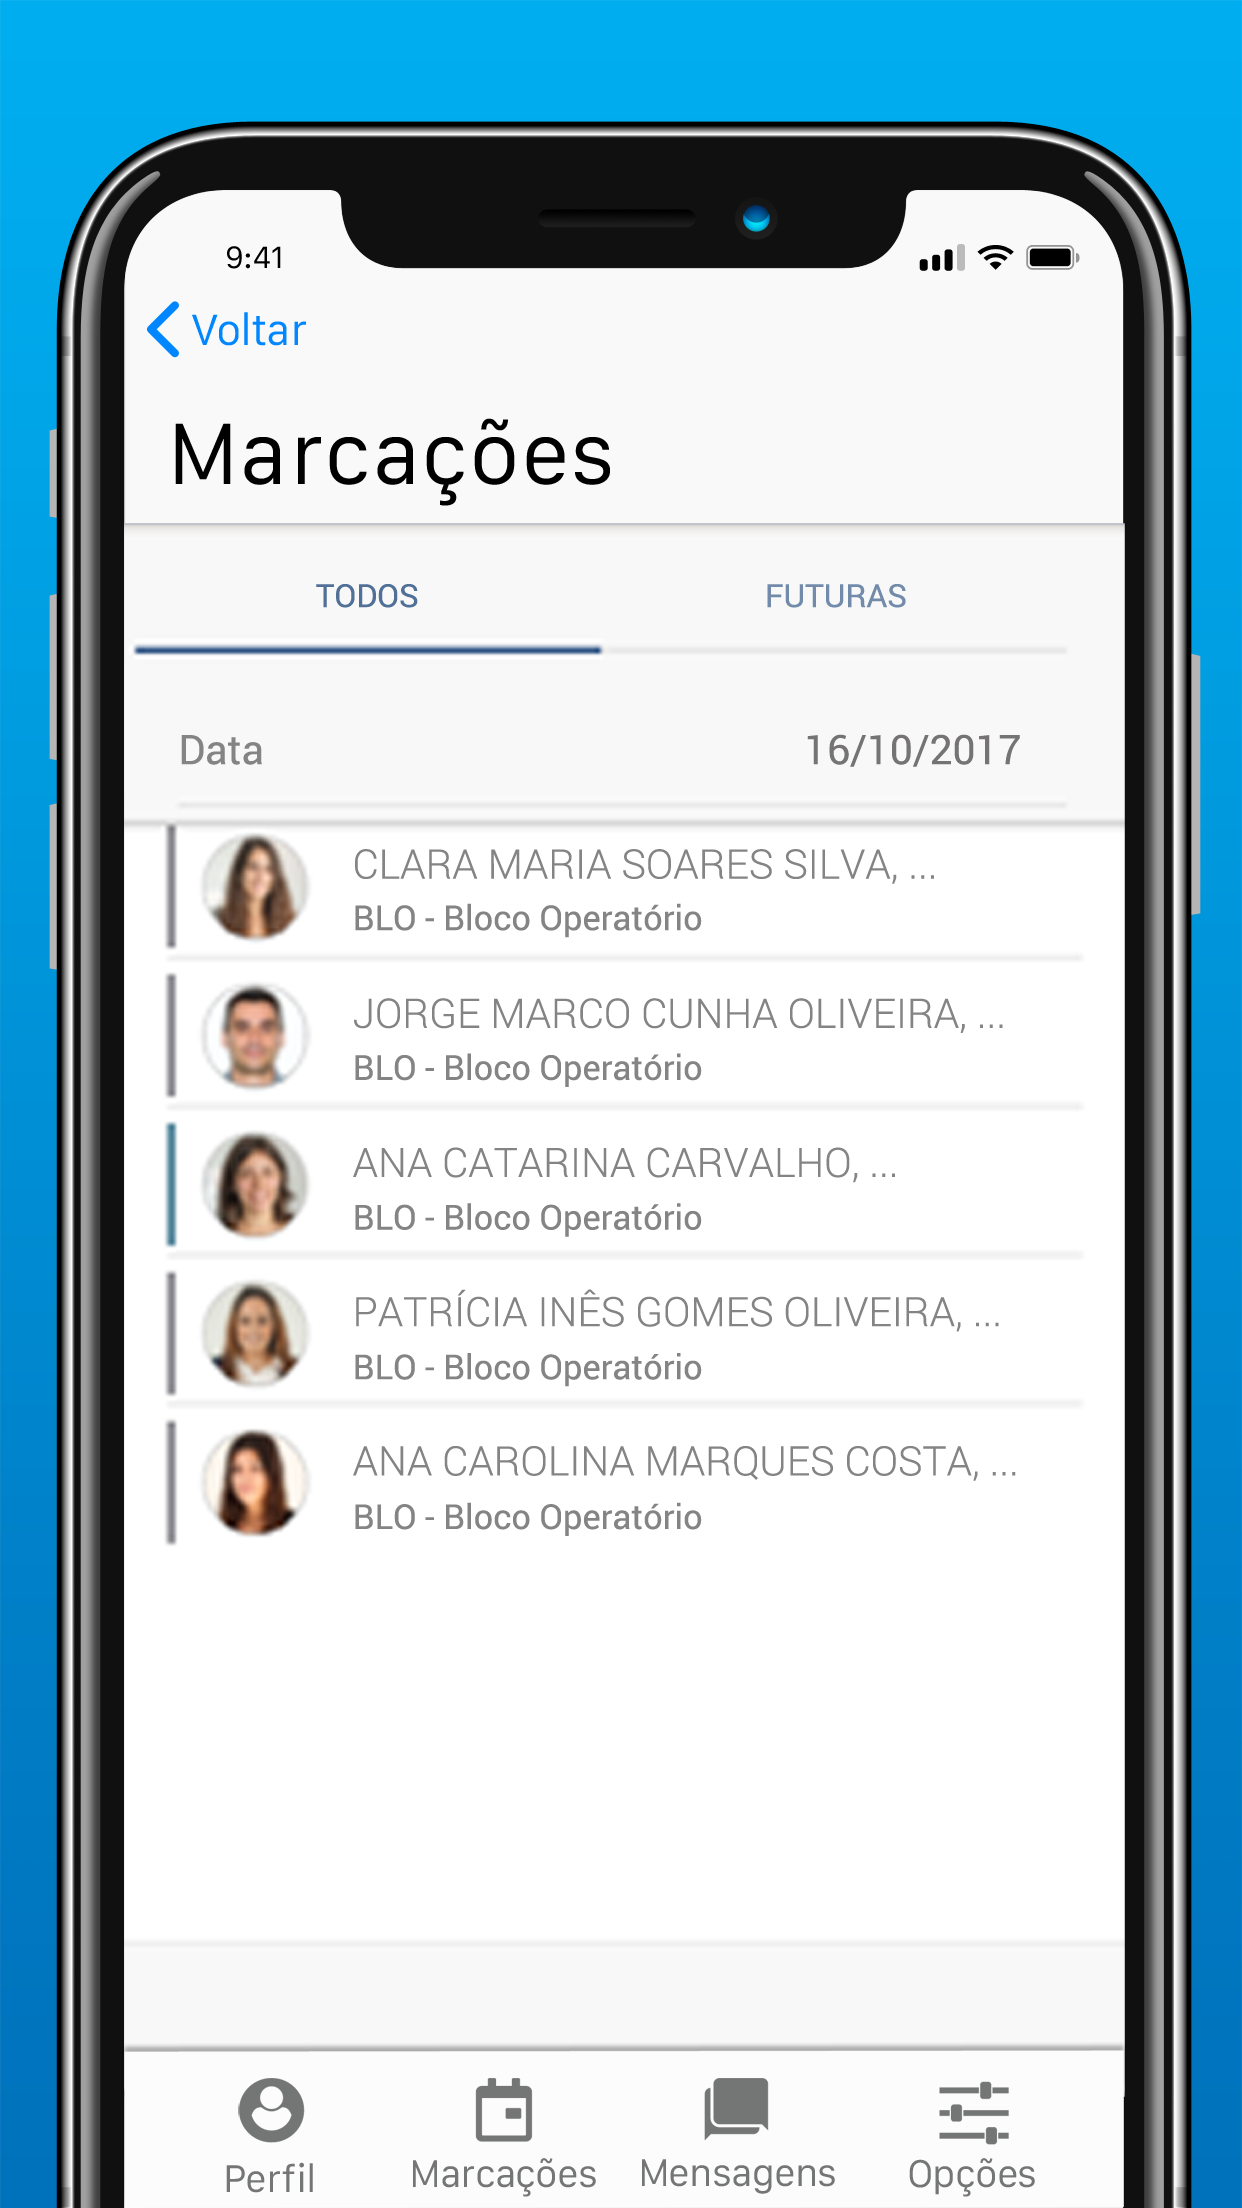 9:41
Voltar
Marcações
TODOS FUTURAS
Data 16/10/2017
CLARA MARIA SOARES SILVA, ...
BLO - Bloco Operatório
JORGE MARCO CUNHA OLIVEIRA, ...
BLO - Bloco Operatório
ANA CATARINA CARVALHO, ...
BLO - Bloco Operatório
PATRÍCIA INÊS GOMES OLIVEIRA, ...
BLO - Bloco Operatório
ANA CAROLINA MARQUES COSTA, ...
BLO - Bloco Operatório
Perfil Marcações Mensagens Opções